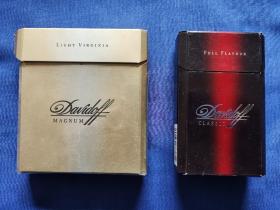 LIGHT VIRGINIA
Davidoff
MAGNUM
FULL FLAVOUR
Davidoff
CLASSIC